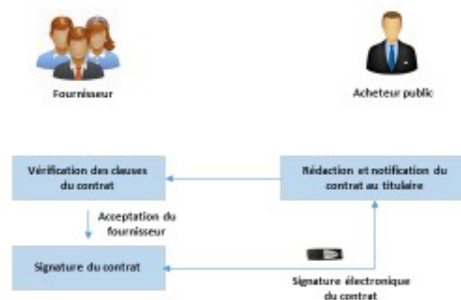 Fournisseur
Acheteur public
Vérification des clauses
du contrat
Rédaction et notification du
contrat au titulaire
Acceptation du
fournisseur
Signature du contrat
Signature électronique
du contrat